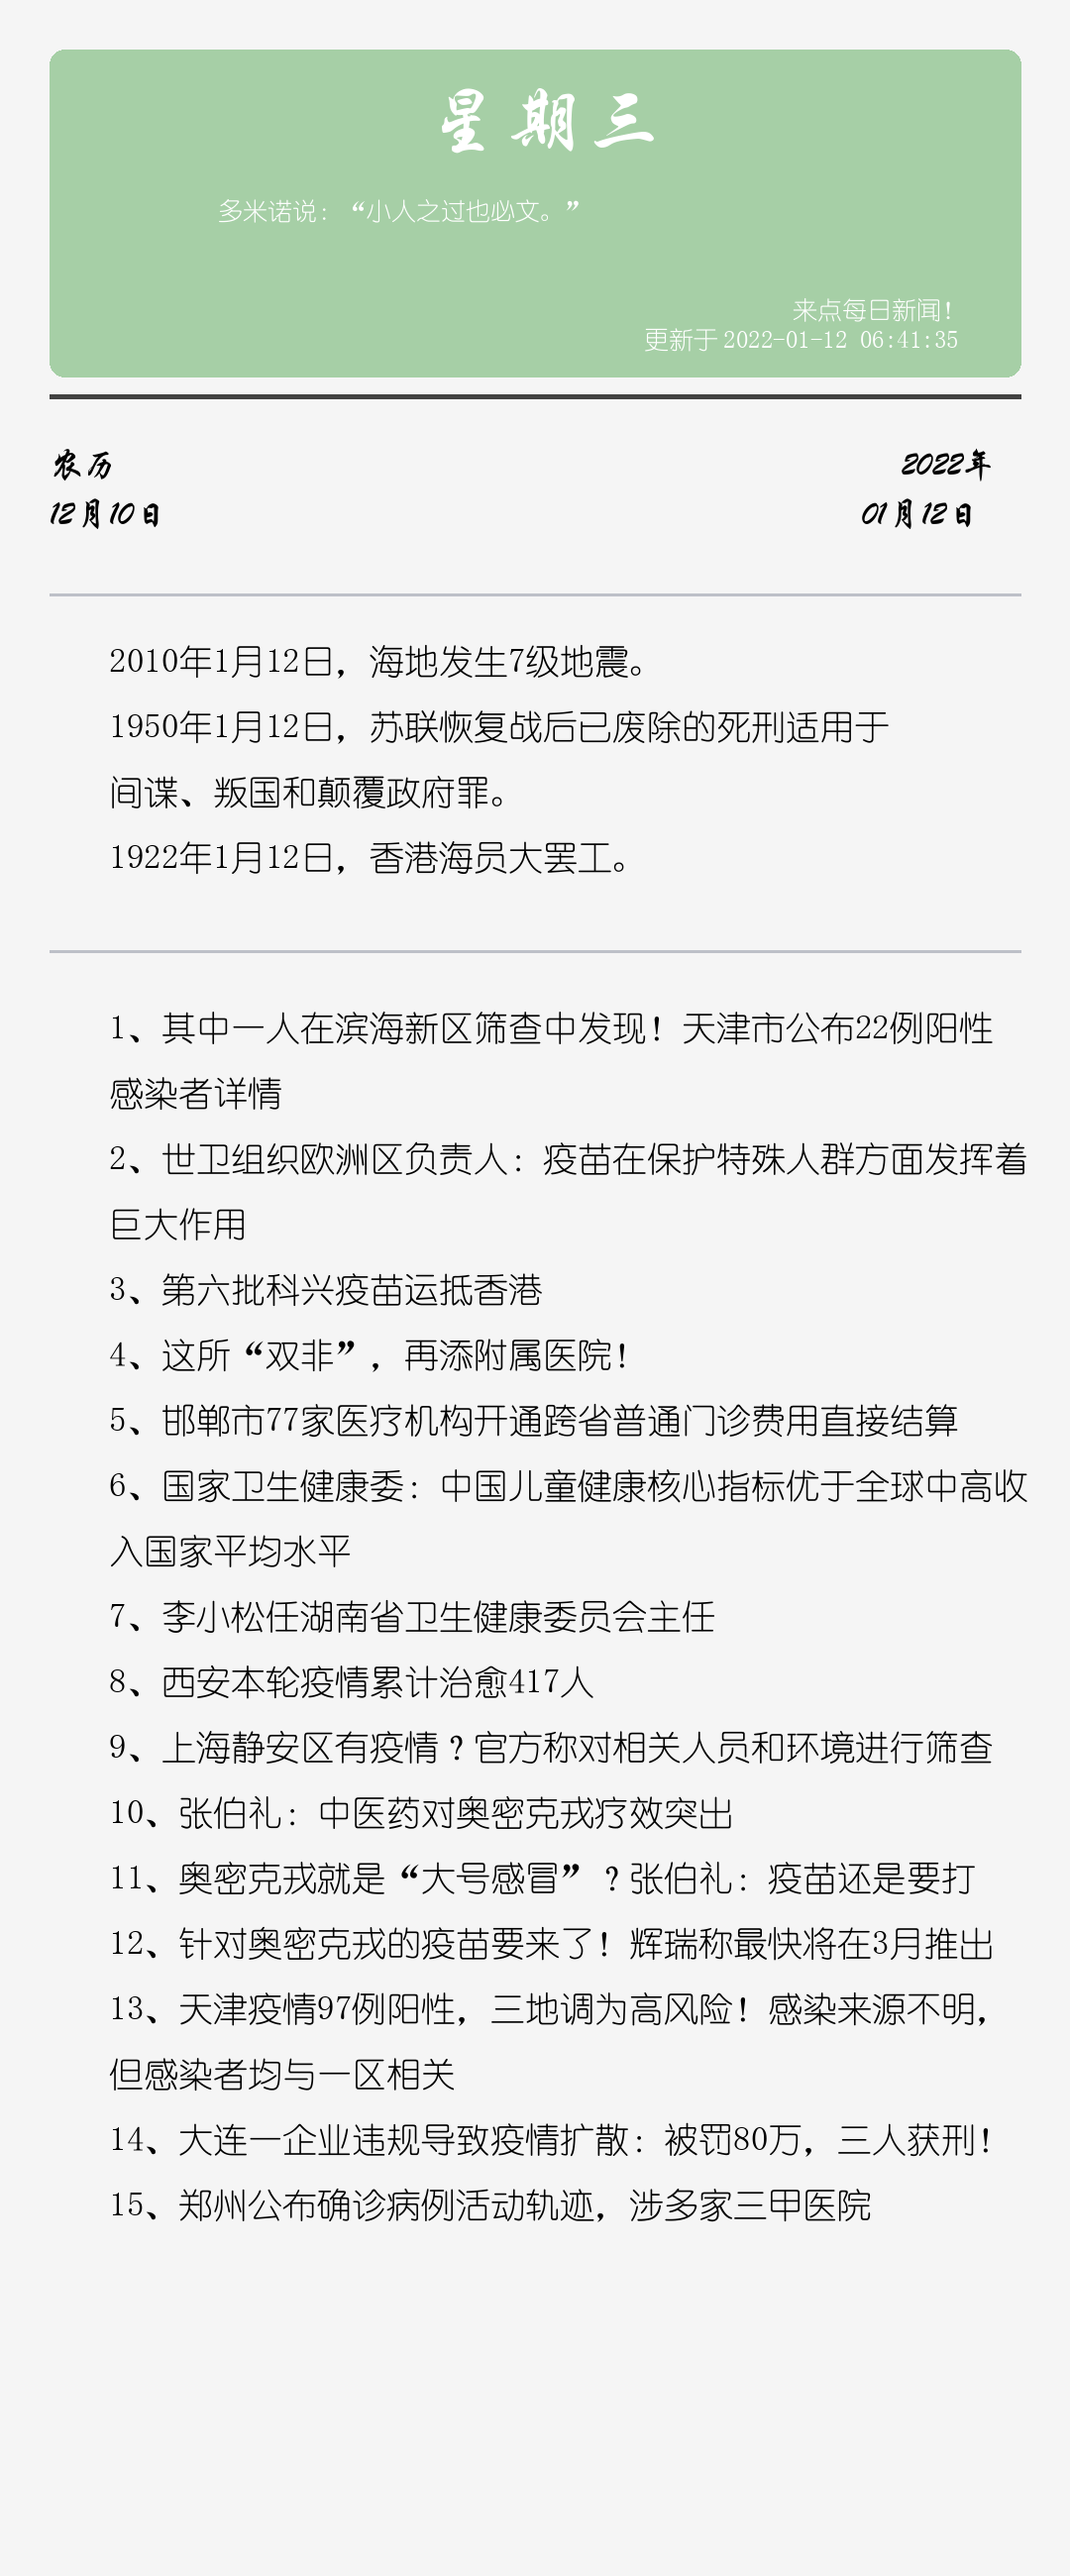 星期三
多米诺说：“小人之过也必文。”
来点每日新闻！
更新于 2022-01-12 06:41:35
农历
2022年
12月10日
01月12日
2010年1月12日，海地发生7级地震。
1950年1月12日，苏联恢复战后已废除的死刑适用于
间谍、叛国和颠覆政府罪。
1922年1月12日，香港海员大罢工。
1、其中一人在滨海新区筛查中发现！天津市公布22例阳性
感染者详情
2、世卫组织欧洲区负责人：疫苗在保护特殊人群方面发挥着
巨大作用
3、第六批科兴疫苗运抵香港
4、这所“双非”，再添附属医院！
5、邯郸市77家医疗机构开通跨省普通门诊费用直接结算
6、国家卫生健康委：中国儿童健康核心指标优于全球中高收
入国家平均水平
7、李小松任湖南省卫生健康委员会主任
8、西安本轮疫情累计治愈417人
9、上海静安区有疫情？官方称对相关人员和环境进行筛查
10、张伯礼：中医药对奥密克戎疗效突出
11、奥密克戎就是“大号感冒”？张伯礼：疫苗还是要打
12、针对奥密克戎的疫苗要来了！辉瑞称最快将在3月推出
13、天津疫情97例阳性，三地调为高风险！感染来源不明，
但感染者均与一区相关
14、大连一企业违规导致疫情扩散：被罚80万，三人获刑！
15、郑州公布确诊病例活动轨迹，涉多家三甲医院